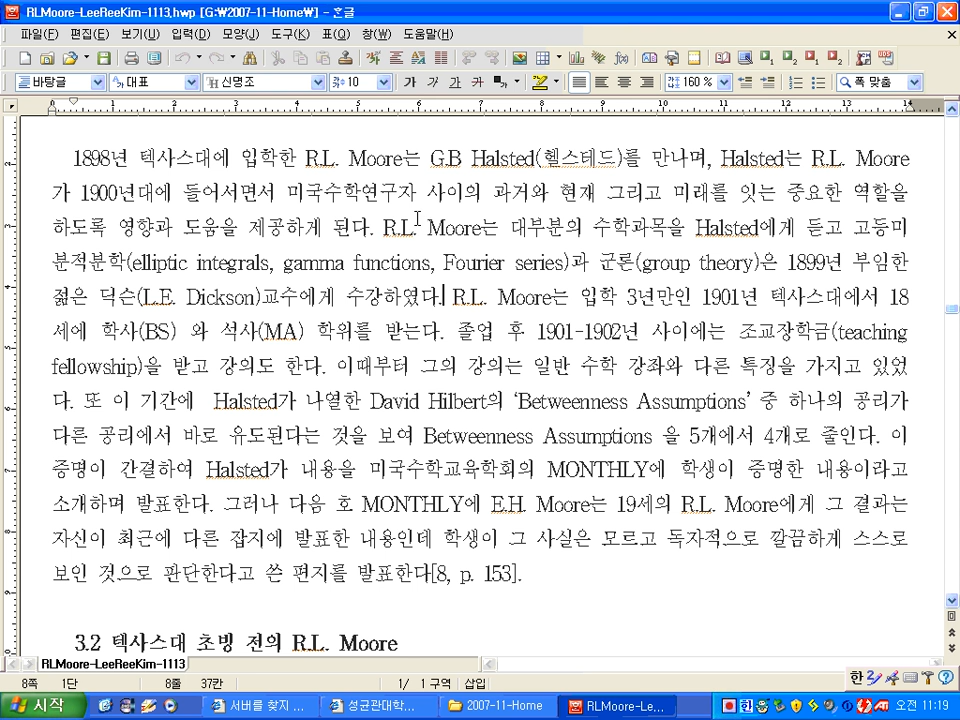 RLMoore-LeeReeKim-1113.hwp [G:₩2007-11-Home₩] - 한글
파일(F) 편집(E) 보기(U) 입력(D) 모양(J) 도구(K) 표(Q) 창(W) 도움말(H)
바탕글 대표 신명조 10 160 % 폭 맞춤
0 1 2 3 4 5 6 7 8 9 10 11 12 13 14
1898년 텍사스대에 입학한 R.L. Moore는 G.B Halsted(헬스테드)를 만나며, Halsted는 R.L. Moore
가 1900년대에 들어서면서 미국수학연구자 사이의 과거와 현재 그리고 미래를 잇는 중요한 역할을
하도록 영향과 도움을 제공하게 된다. R.L. Moore는 대부분의 수학과목을 Halsted에게 듣고 고등미
분적분학(elliptic integrals, gamma functions, Fourier series)과 군론(group theory)은 1899년 부임한
젊은 딕슨(L.E. Dickson)교수에게 수강하였다. R.L. Moore는 입학 3년만인 1901년 텍사스대에서 18
세에 학사(BS) 와 석사(MA) 학위를 받는다. 졸업 후 1901-1902년 사이에는 조교장학금(teaching
fellowship)을 받고 강의도 한다. 이때부터 그의 강의는 일반 수학 강좌와 다른 특징을 가지고 있었
다. 또 이 기간에 Halsted가 나열한 David Hilbert의 ‘Betweenness Assumptions’ 중 하나의 공리가
다른 공리에서 바로 유도된다는 것을 보여 Betweenness Assumptions 을 5개에서 4개로 줄인다. 이
증명이 간결하여 Halsted가 내용을 미국수학교육학회의 MONTHLY에 학생이 증명한 내용이라고
소개하며 발표한다. 그러나 다음 호 MONTHLY에 E.H. Moore는 19세의 R.L. Moore에게 그 결과는
자신이 최근에 다른 잡지에 발표한 내용인데 학생이 그 사실은 모르고 독자적으로 깔끔하게 스스로
보인 것으로 판단한다고 쓴 편지를 발표한다[8, p. 153].
3.2 텍사스대 초빙 전의 R.L. Moore
RLMoore-LeeReeKim-1113
8쪽 1단 8줄 37칸 1/ 1 구역 삽입
시작 서버를 찾지 ... 성균관대학... 2007-11-Home RLMoore-Le... 오전 11:19